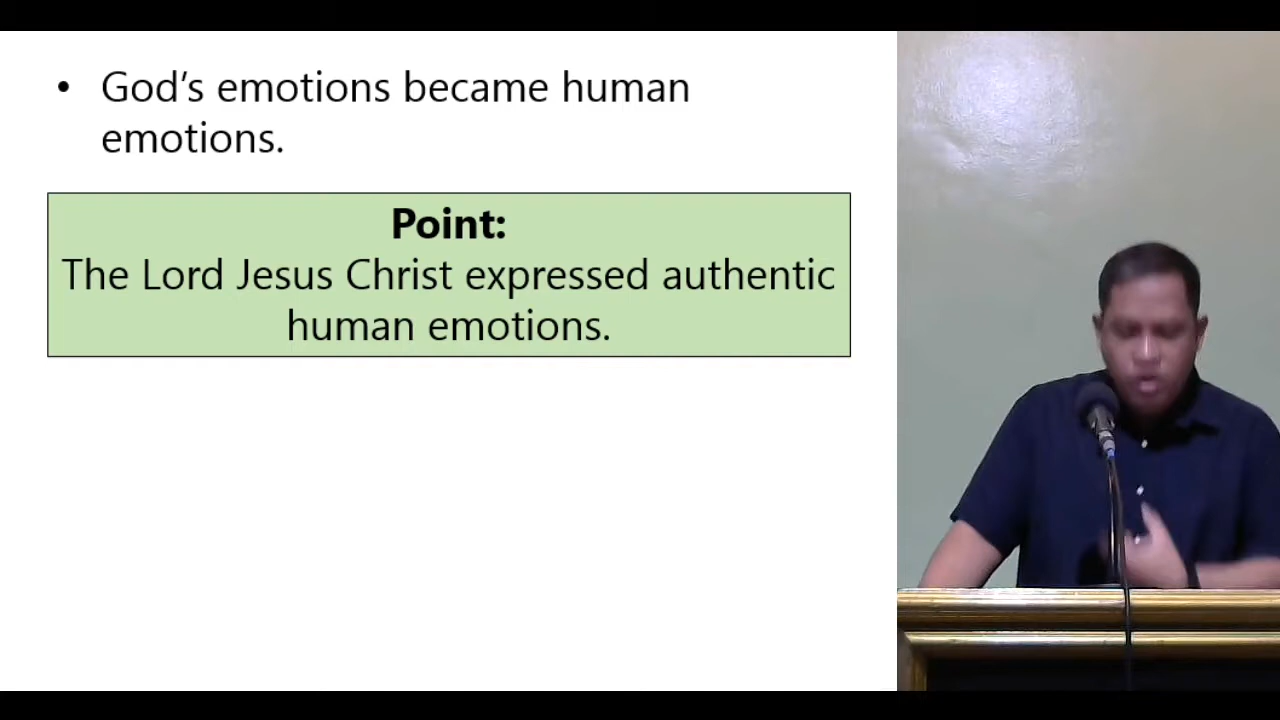 • God’s emotions became human
emotions.
Point:
The Lord Jesus Christ expressed authentic
human emotions.